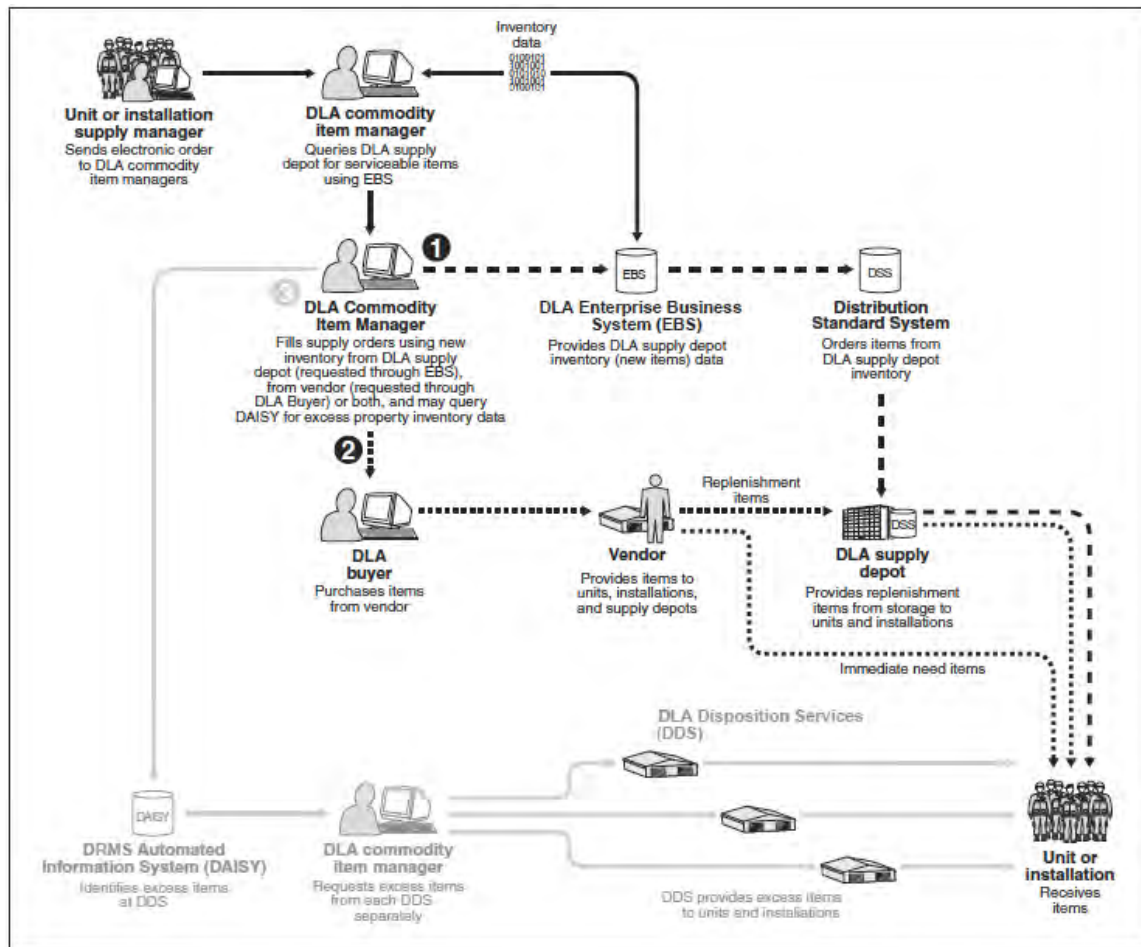 Inventory
data
0100101
1001001
0101010
1001001
0100101
Unit or installation
supply manager
Sends electronic order
to DLA commodity
item managers
DLA commodity
item manager
Queries DLA supply
depot for serviceable items
using EBS
1
DLA Commodity
Item Manager
Fills supply orders using new
inventory from DLA supply
depot (requested through EBS),
from vendor (requested through
DLA Buyer) or both, and may query
DAISY for excess property inventory data
EBS
DLA Enterprise Business
System (EBS)
Provides DLA supply depot
inventory (new items) data
DSS
Distribution
Standard System
Orders items from
DLA supply depot
inventory
3
2
DLA
buyer
Purchases items
from vendor
Vendor
Provides items to
units, installations,
and supply depots
Replenishment
items
DSS
DLA supply
depot
Provides replenishment
items from storage to
units and installations
Immediate need items
DLA Disposition Services
(DDS)
DAISY
DRMS Automated
Information System (DAISY)
Identifies excess items
at DDS
DLA commodity
item manager
Requests excess items
from each DDS
separately
DDS provides excess items
to units and installations
Unit or
installation
Receives
items